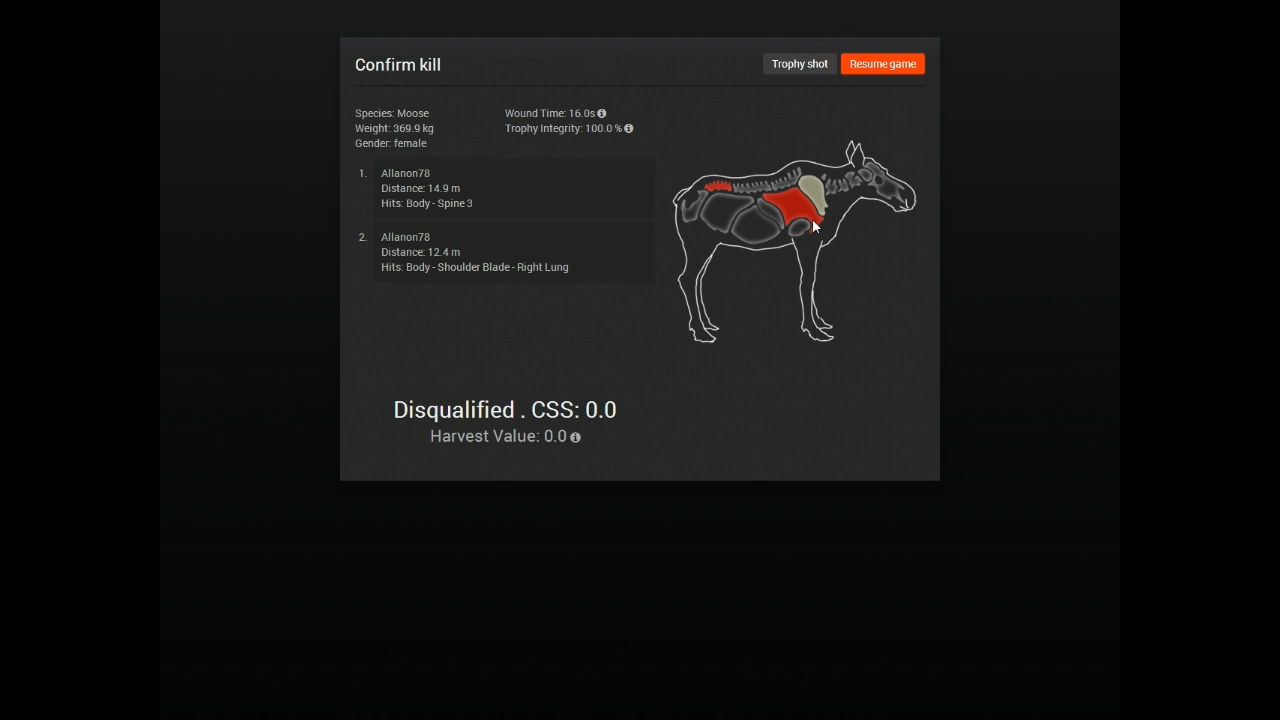 Confirm kill
Trophy shot
Resume game
Species: Moose
Weight: 369.9 kg
Gender: female
Wound Time: 16.0s
Trophy Integrity: 100.0 %
1.
Allanon78
Distance: 14.9 m
Hits: Body - Spine 3
2.
Allanon78
Distance: 12.4 m
Hits: Body - Shoulder Blade - Right Lung
Disqualified . CSS: 0.0
Harvest Value: 0.0